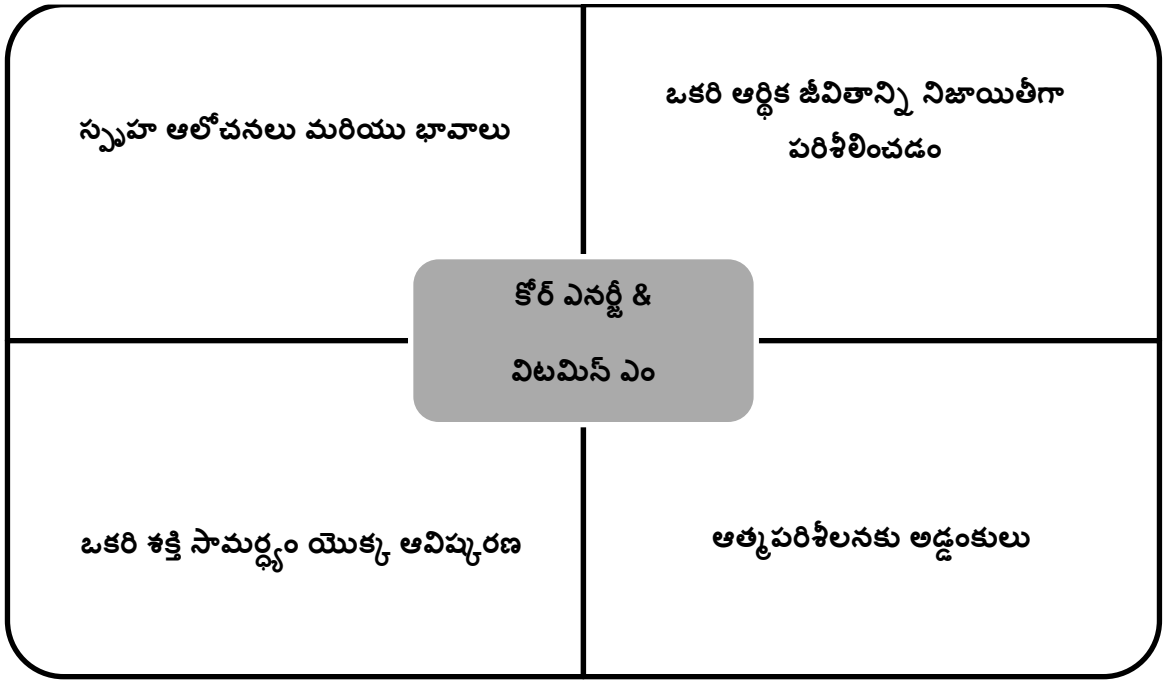 స్పృహ ఆలోచనలు మరియు భావాలు
ఒకరి ఆర్థిక జీవితాన్ని నిజాయితీగా
పరిశీలించడం
కోర్ ఎనర్జీ &
విటమిస్ ఎం
ఒకరి శక్తి సామర్థ్యం యొక్క ఆవిష్కరణ
ఆత్మపరిశీలనకు అడ్డంకులు